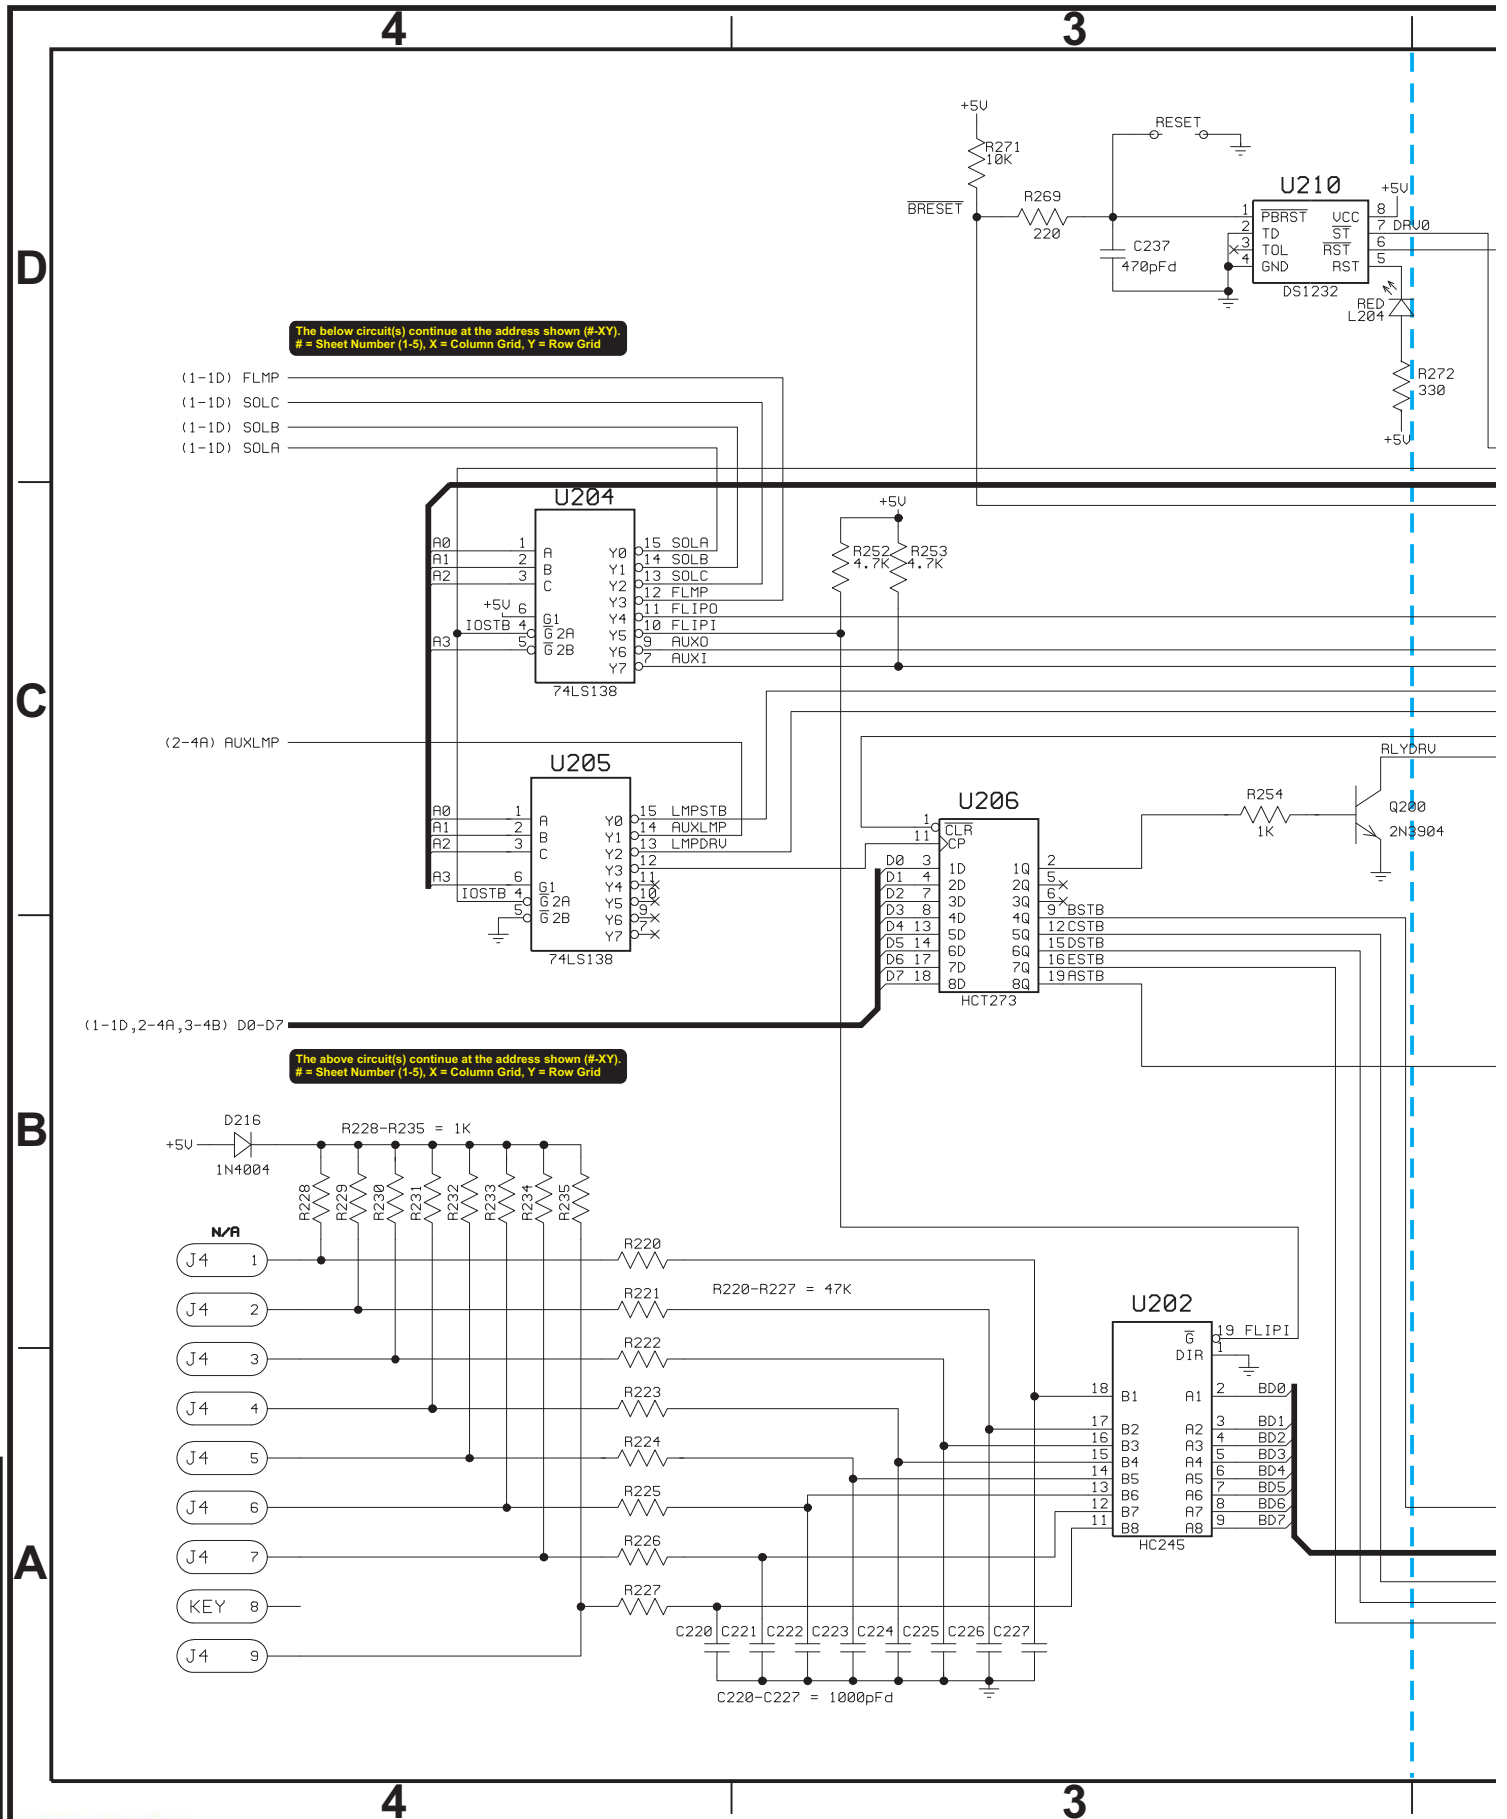 4 3
+5V
RESET
R271
10K
U210
+5V
BRESET
R269
220
1 PBRST VCC 8
2 TD ST 7 DRV0
3 TOL RST 6
4 GND RST 5
DS1232
C237
470pFd
RED
L204
R272
330
+5V
D
The below circuit(s) continue at the address shown (#-XY).
# = Sheet Number (1-5), X = Column Grid, Y = Row Grid
(1-1D) FLMP
(1-1D) SOLC
(1-1D) SOLB
(1-1D) SOLA
U204
A0 1 A Y0 15 SOLA
A1 2 B Y1 14 SOLB
A2 3 C Y2 13 SOLC
Y3 12 FLMP
+5V 6 G1 Y4 11 FLIPO
IOSTB 4 G2A Y5 10 FLIPI
A3 5 G2B Y6 9 AUXO
Y7 7 AUXI
74LS138
+5V
R252
4.7K
R253
4.7K
C
(2-4A) AUXLMP
U205
A0 1 A Y0 15 LMPSTB
A1 2 B Y1 14 AUXLMP
A2 3 C Y2 13 LMPDRV
Y3 12
A3 6 G1 Y4 11
IOSTB 4 G2A Y5 10
5 G2B Y6 9
Y7 7
74LS138
U206
1 CLR
11 CP
D0 3 1D 1Q 2
D1 4 2D 2Q 5
D2 7 3D 3Q 6
D3 8 4D 4Q 9 BSTB
D4 13 5D 5Q 12 CSTB
D5 14 6D 6Q 15 DSTB
D6 17 7D 7Q 16 ESTB
D7 18 8D 8Q 19 ASTB
HCT273
RLYDRV
R254
1K
Q200
2N3904
(1-1D,2-4A,3-4B) D0-D7
The above circuit(s) continue at the address shown (#-XY).
# = Sheet Number (1-5), X = Column Grid, Y = Row Grid
B
D216
+5V
1N4004
R228-R235 = 1K
R228 R229 R230 R231 R232 R233 R234 R235
N/A
J4 1 R220
R220-R227 = 47K
J4 2 R221
J4 3 R222
J4 4 R223
J4 5 R224
J4 6 R225
J4 7 R226
KEY 8 R227
J4 9
U202
G 19 FLIPI
DIR 1
18 B1 A1 2 BD0
17 B2 A2 3 BD1
16 B3 A3 4 BD2
15 B4 A4 5 BD3
14 B5 A5 6 BD4
13 B6 A6 7 BD5
12 B7 A7 8 BD6
11 B8 A8 9 BD7
HC245
A
C220 C221 C222 C223 C224 C225 C226 C227
C220-C227 = 1000pFd
4 3